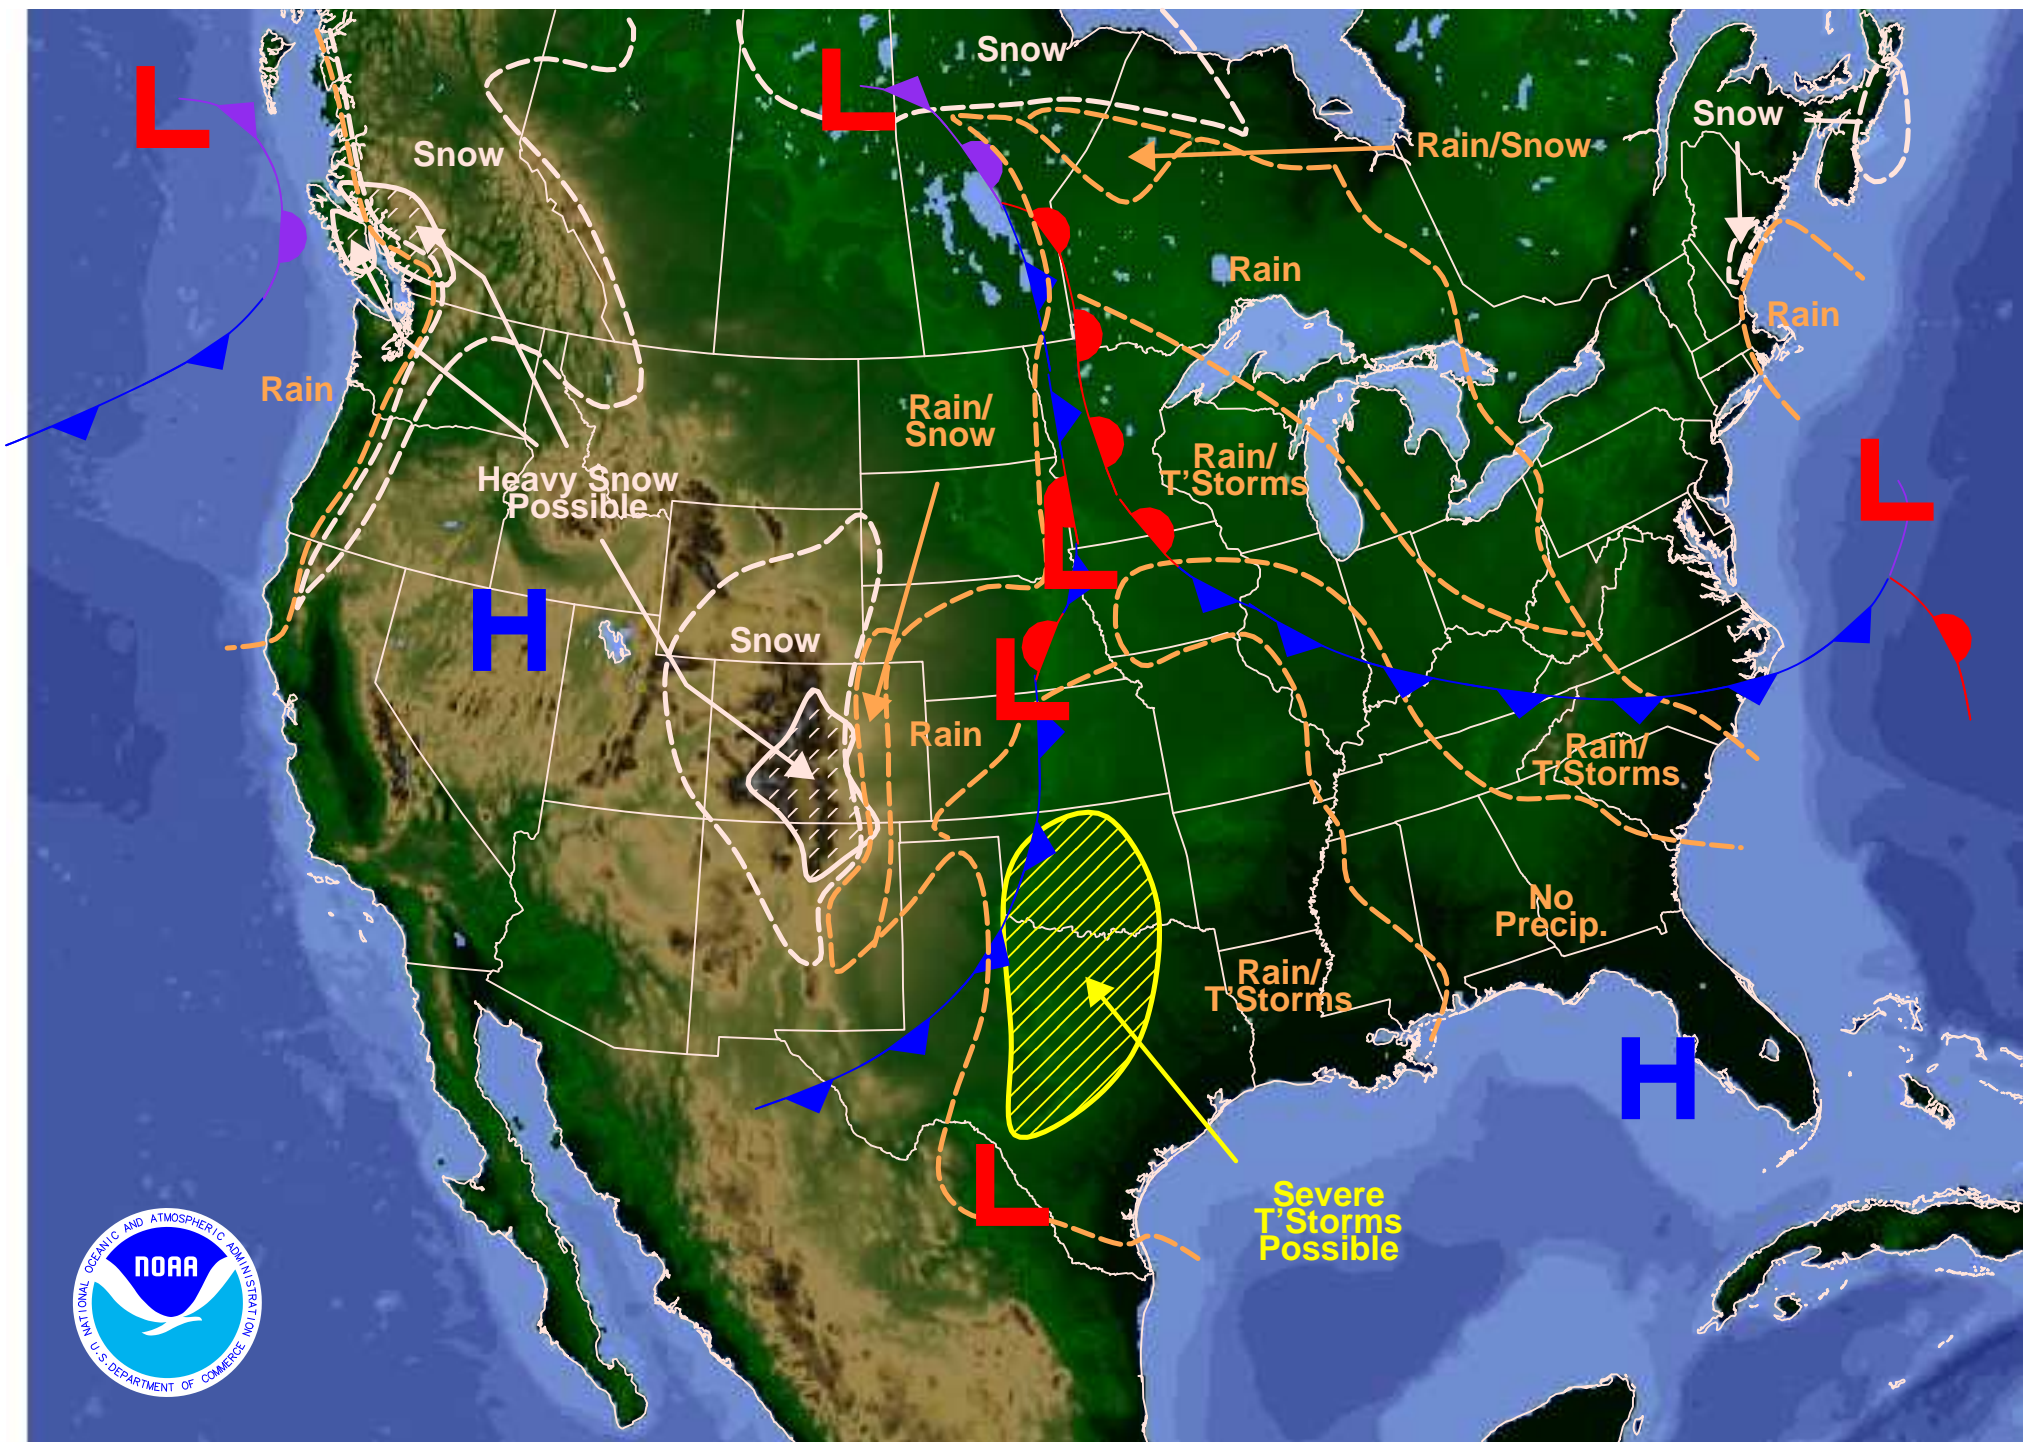 L
L
Snow
Snow
Snow
Rain/Snow
Rain
Rain
Rain
Rain/
Snow
Rain/
T'Storms
L
Heavy Snow
Possible
L
H
Snow
L
Rain
Rain/
T'Storms
No
Precip.
Rain/
T'Storms
H
L
Severe
T'Storms
Possible
NATIONAL OCEANIC AND ATMOSPHERIC ADMINISTRATION
NOAA
U.S. DEPARTMENT OF COMMERCE